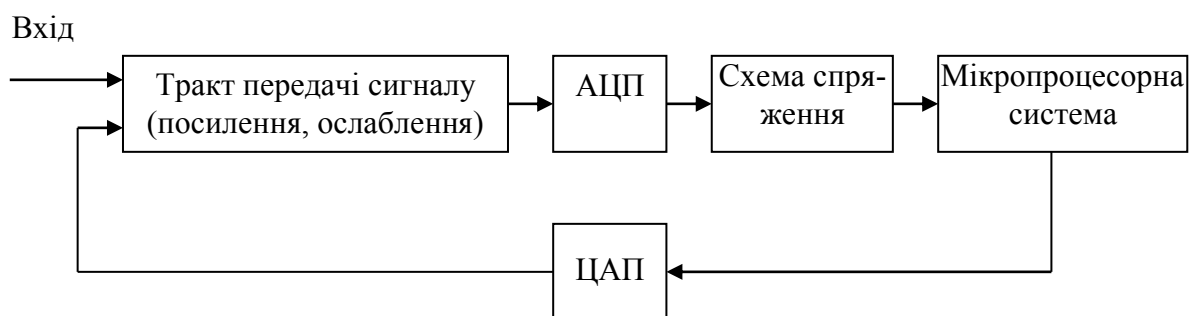 Вхід
Тракт передачі сигналу
(посилення, ослаблення)
АЦП
Схема спря-
ження
Мікропроцесорна
система
ЦАП